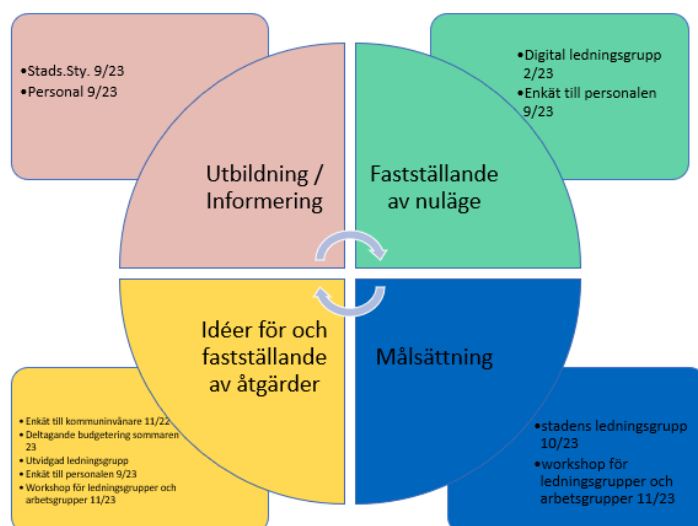 •Stads.Sty. 9/23
•Personal 9/23
•Digital ledningsgrupp
2/23
•Enkät till personalen
9/23
Utbildning /
Informering
Fastställande
av nuläge
Idéer för och
fastställande
av åtgärder
Målsättning
•Enkät till kommuninvånare 11/22
•Deltagande budgetering sommaren
23
•Utvidgad ledningsgrupp
•Enkät till personalen 9/23
•Workshop för ledningsgrupper och
arbetsgrupper 11/23
•stadens ledningsgrupp
10/23
•workshop för
ledningsgrupper och
arbetsgrupper 11/23